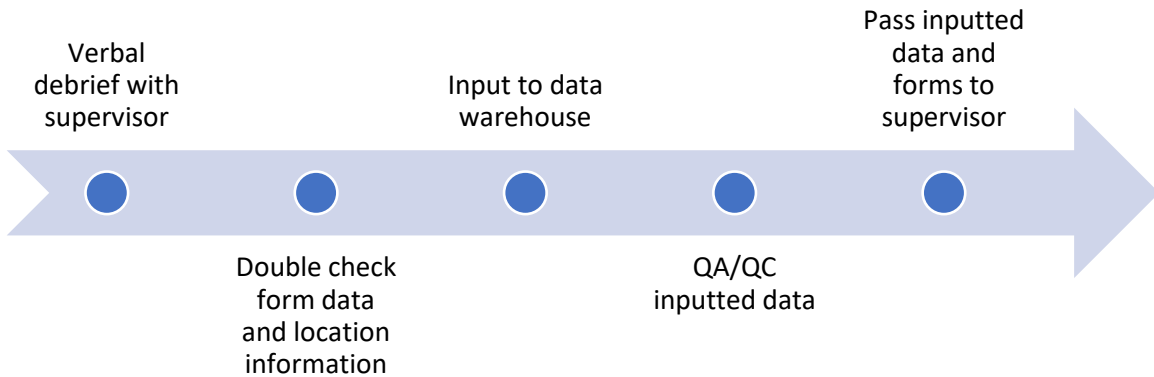 Verbal
debrief with
supervisor
Double check
form data
and location
information
Input to data
warehouse
QA/QC
inputted data
Pass inputted
data and
forms to
supervisor